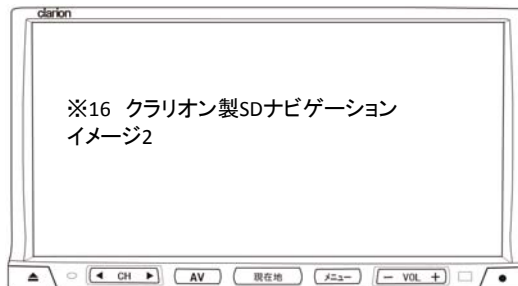 clarion
※16 クラリオン製SDナビゲーション
イメージ2
◀ CH ▶ AV 現在地 メニュー − VOL +